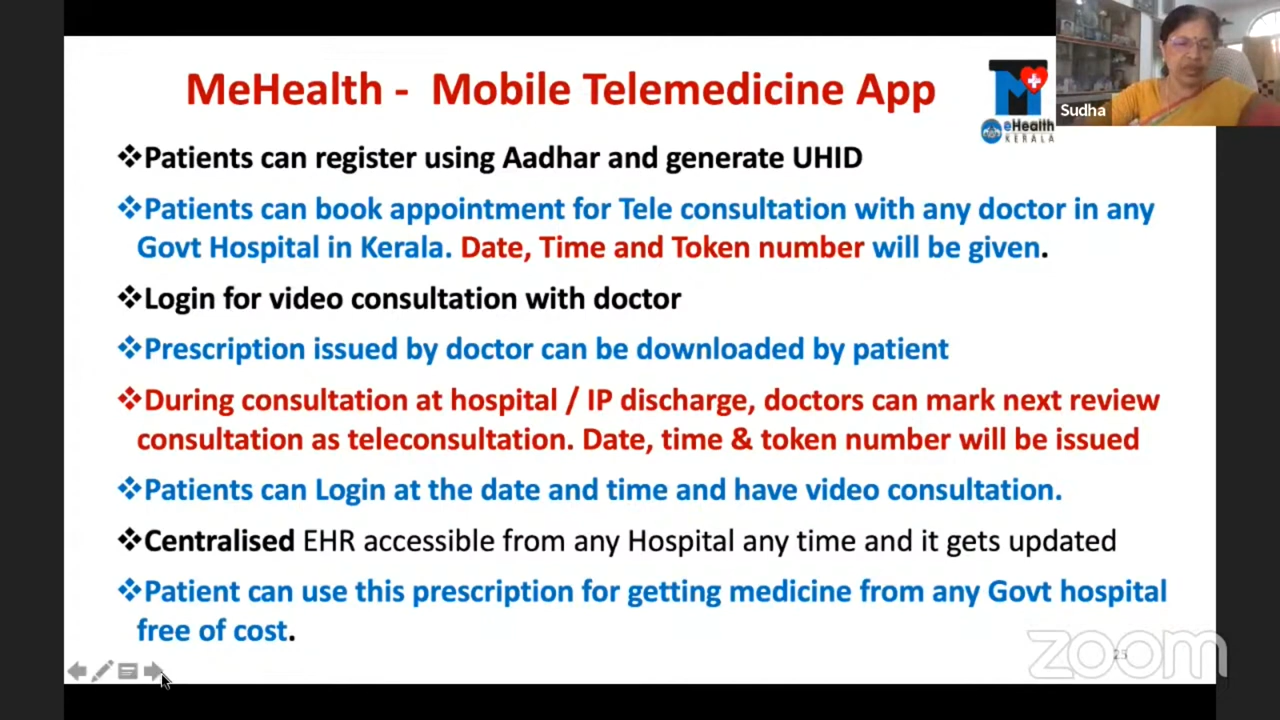 MeHealth - Mobile Telemedicine App
eHealth
KERALA
Sudha
❖Patients can register using Aadhar and generate UHID
❖Patients can book appointment for Tele consultation with any doctor in any
Govt Hospital in Kerala. Date, Time and Token number will be given.
❖Login for video consultation with doctor
❖Prescription issued by doctor can be downloaded by patient
❖During consultation at hospital / IP discharge, doctors can mark next review
consultation as teleconsultation. Date, time & token number will be issued
❖Patients can Login at the date and time and have video consultation.
❖Centralised EHR accessible from any Hospital any time and it gets updated
❖Patient can use this prescription for getting medicine from any Govt hospital
free of cost.
zoom